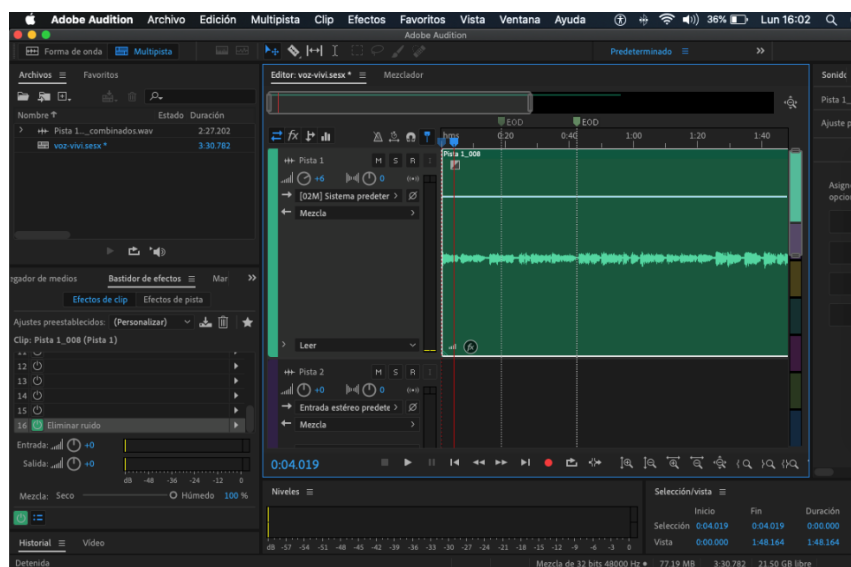 Adobe Audition Archivo Edición Multipista Clip Efectos Favoritos Vista Ventana Ayuda 36% Lun 16:02
Adobe Audition
Forma de onda Multipista Predeterminado
Archivos Favoritos
Nombre Estado Duración
Pista 1..._combinados.wav 2:27.202
voz-vivi.sesx * 3:30.782
egador de medios Bastidor de efectos Mar
Efectos de clip Efectos de pista
Ajustes preestablecidos: (Personalizar)
Clip: Pista 1_008 (Pista 1)
11
12
13
14
15
16 Eliminar ruido
Entrada: +0
Salida: +0
dB -48 -36 -24 -12 0
Mezcla: Seco Húmedo 100 %
Historial Vídeo
Detenida
Editor: voz-vivi.sesx * Mezclador
EOD EOD
hms 0:20 0:40 1:00 1:20 1:40
Pista 1 M S R I
+6 0
[02M] Sistema predeter
Mezcla
Leer
Pista 1_008
fx
Pista 2 M S R I
+0 0
Entrada estéreo predete
Mezcla
0:04.019
Niveles
dB -57 -54 -51 -48 -45 -42 -39 -36 -33 -30 -27 -24 -21 -18 -15 -12 -9 -6 -3 0
Selección/vista
Inicio Fin Duración
Selección 0:04.019 0:04.019 0:00.000
Vista 0:00.000 1:48.164 1:48.164
Mezcla de 32 bits 48000 Hz 77.19 MB 3:30.782 21.50 GB libre
Sonidc
Pista 1_
Ajuste p
Asign
opcio